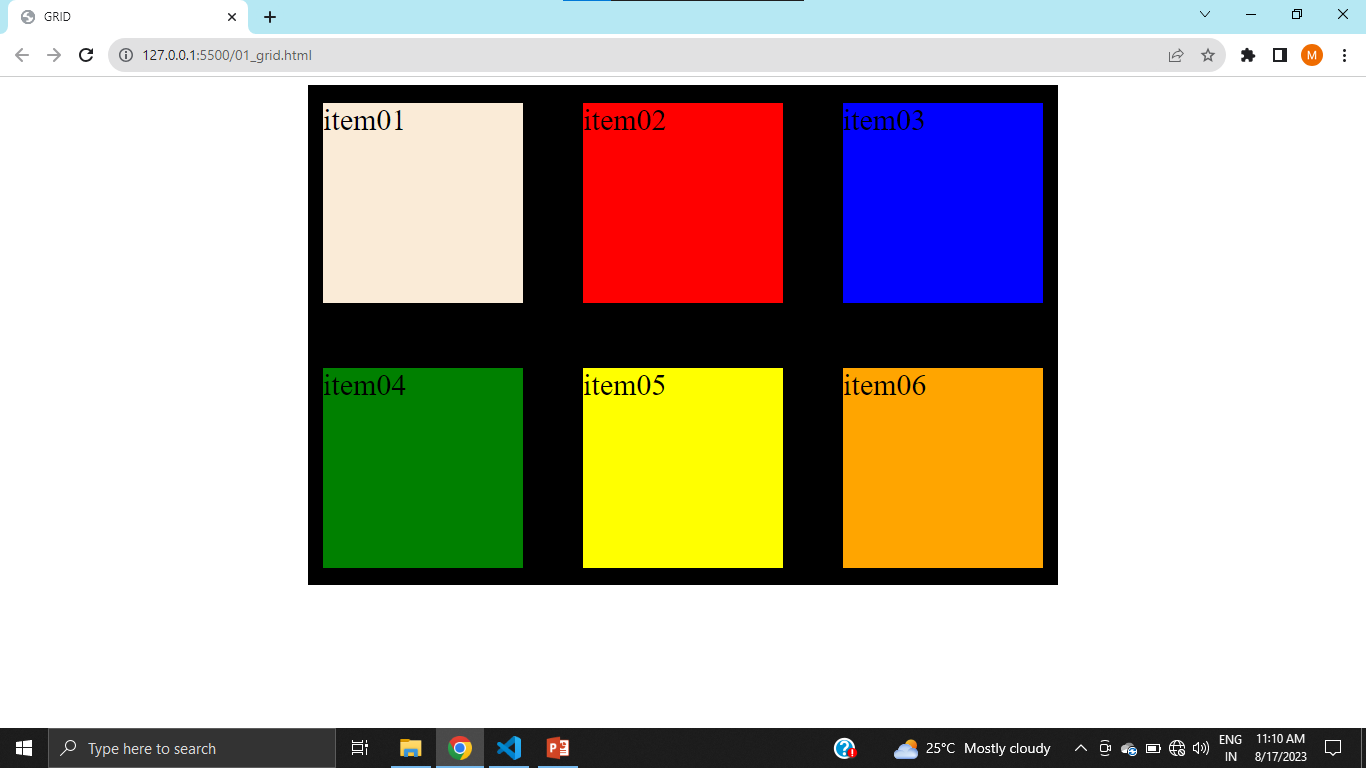 GRID
127.0.0.1:5500/01_grid.html
M
item01
item02
item03
item04
item05
item06
Type here to search
25°C Mostly cloudy
ENG
IN
11:10 AM
8/17/2023